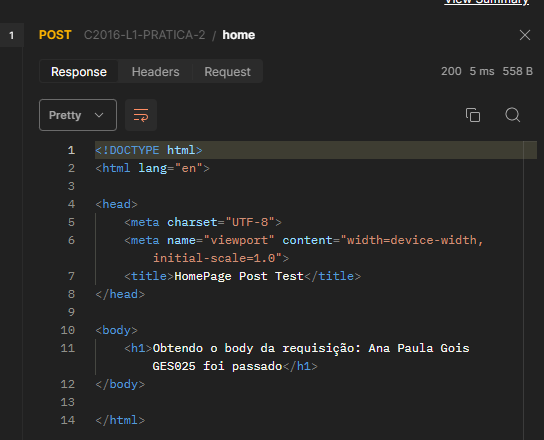 View Summary
1
POST C2016-L1-PRATICA-2 / home
Response Headers Request 200 5 ms 558 B
Pretty
1 <!DOCTYPE html>
2 <html lang="en">
3
4 <head>
5 <meta charset="UTF-8">
6 <meta name="viewport" content="width=device-width,
initial-scale=1.0">
7 <title>HomePage Post Test</title>
8 </head>
9
10 <body>
11 <h1>Obtendo o body da requisição: Ana Paula Gois
GES025 foi passado</h1>
12 </body>
13
14 </html>